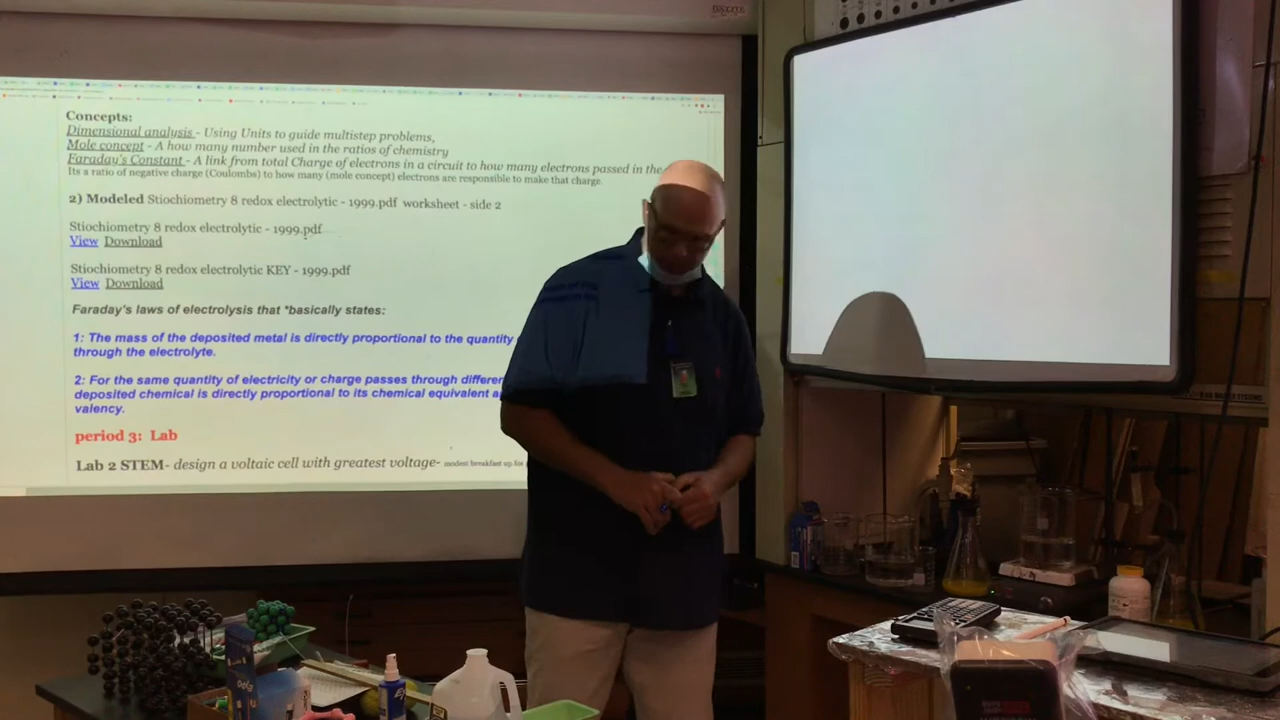 Concepts:
Dimensional analysis - Using Units to guide multistep problems,
Mole concept - A how many number used in the ratios of chemistry
Faraday's Constant - A link from total Charge of electrons in a circuit to how many electrons passed in the
Its a ratio of negative charge (Coulombs) to how many (mole concept) electrons are responsible to make that charge.
2) Modeled Stiochiometry 8 redox electrolytic - 1999.pdf worksheet - side 2
Stiochiometry 8 redox electrolytic - 1999.pdf
View Download
Stiochiometry 8 redox electrolytic KEY - 1999.pdf
View Download
Faraday's laws of electrolysis that *basically states:
1: The mass of the deposited metal is directly proportional to the quantity
through the electrolyte.
2: For the same quantity of electricity or charge passes through differen
deposited chemical is directly proportional to its chemical equivalent a
valency.
period 3: Lab
Lab 2 STEM- design a voltaic cell with greatest voltage- modest breakfast up for